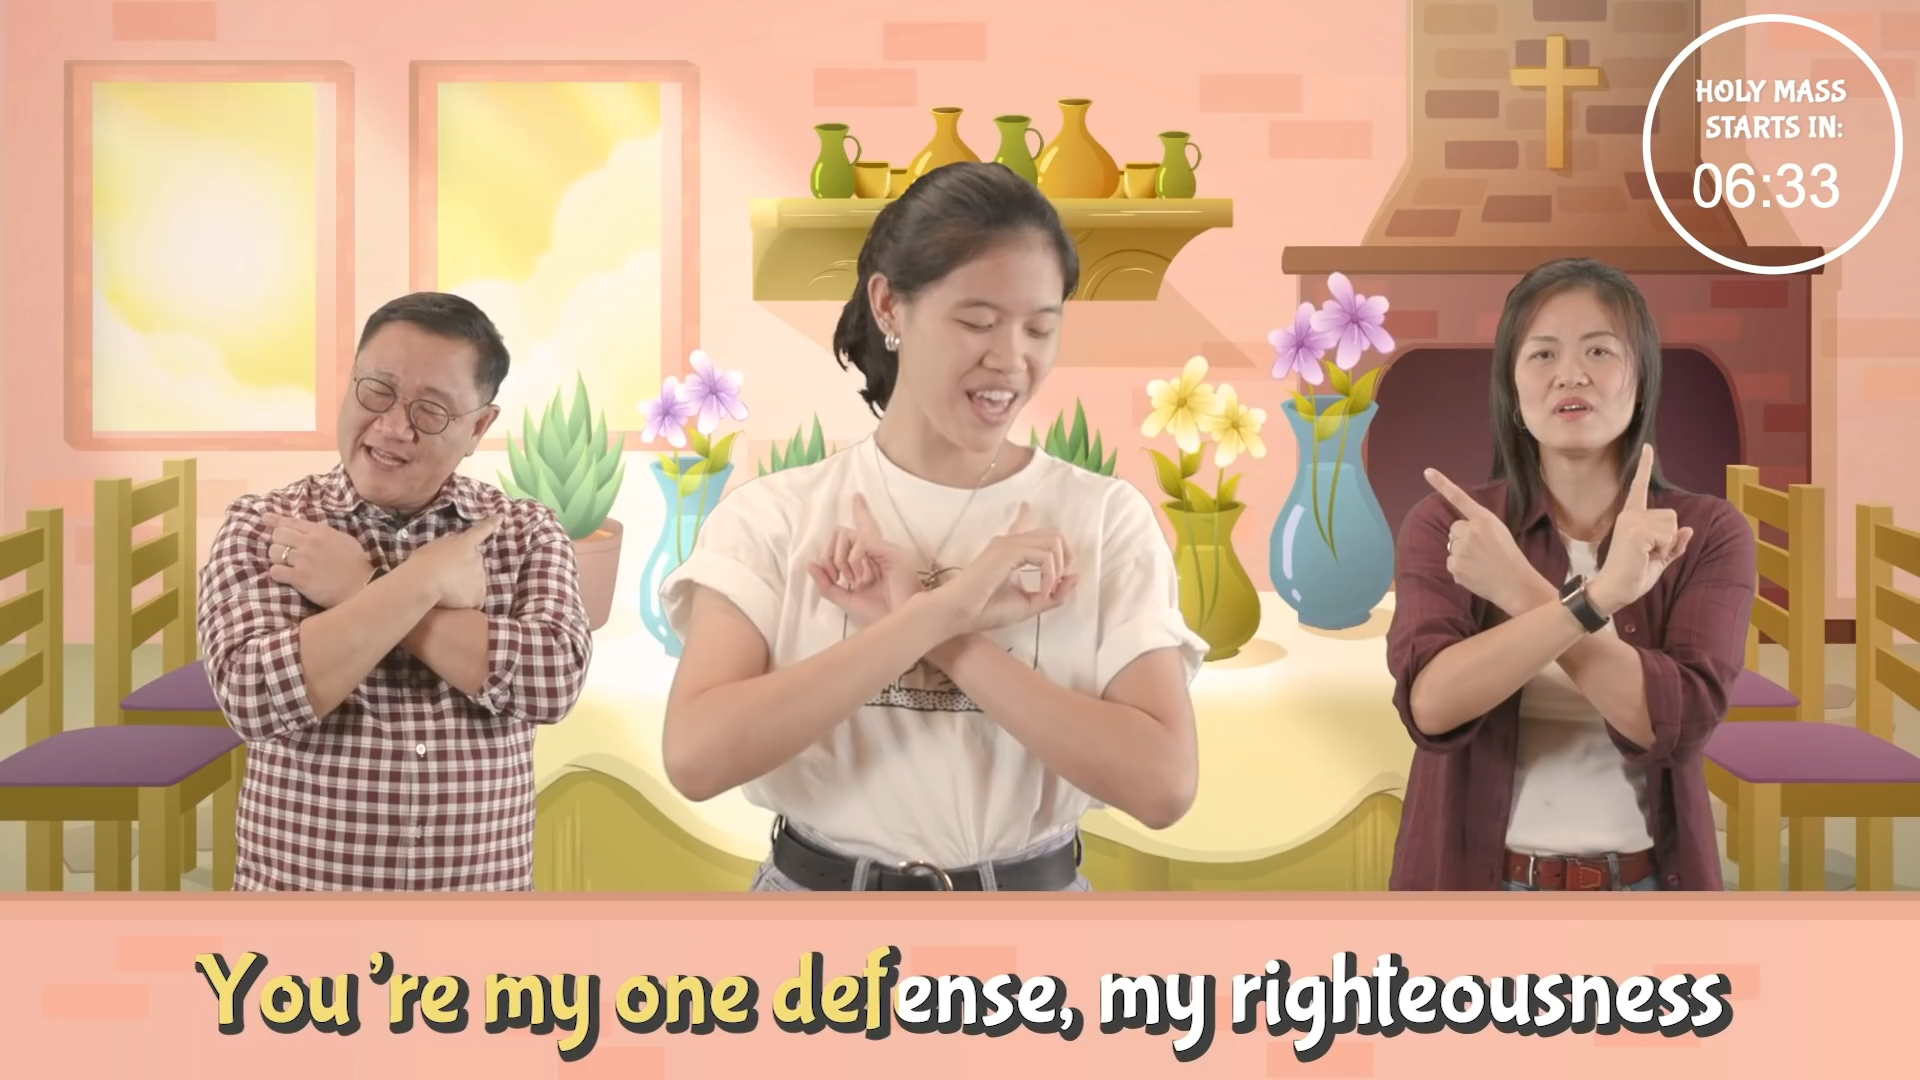 HOLY MASS
STARTS IN:
06:33
You're my one defense, my righteousness